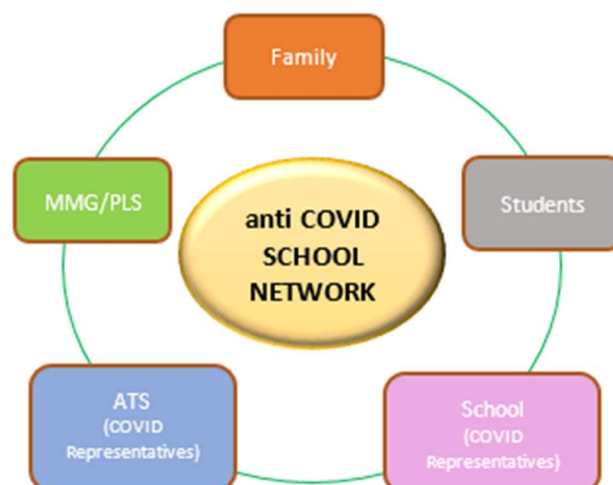 Family
MMG/PLS
Students
anti COVID
SCHOOL
NETWORK
ATS
(COVID
Representatives)
School
(COVID
Representatives)